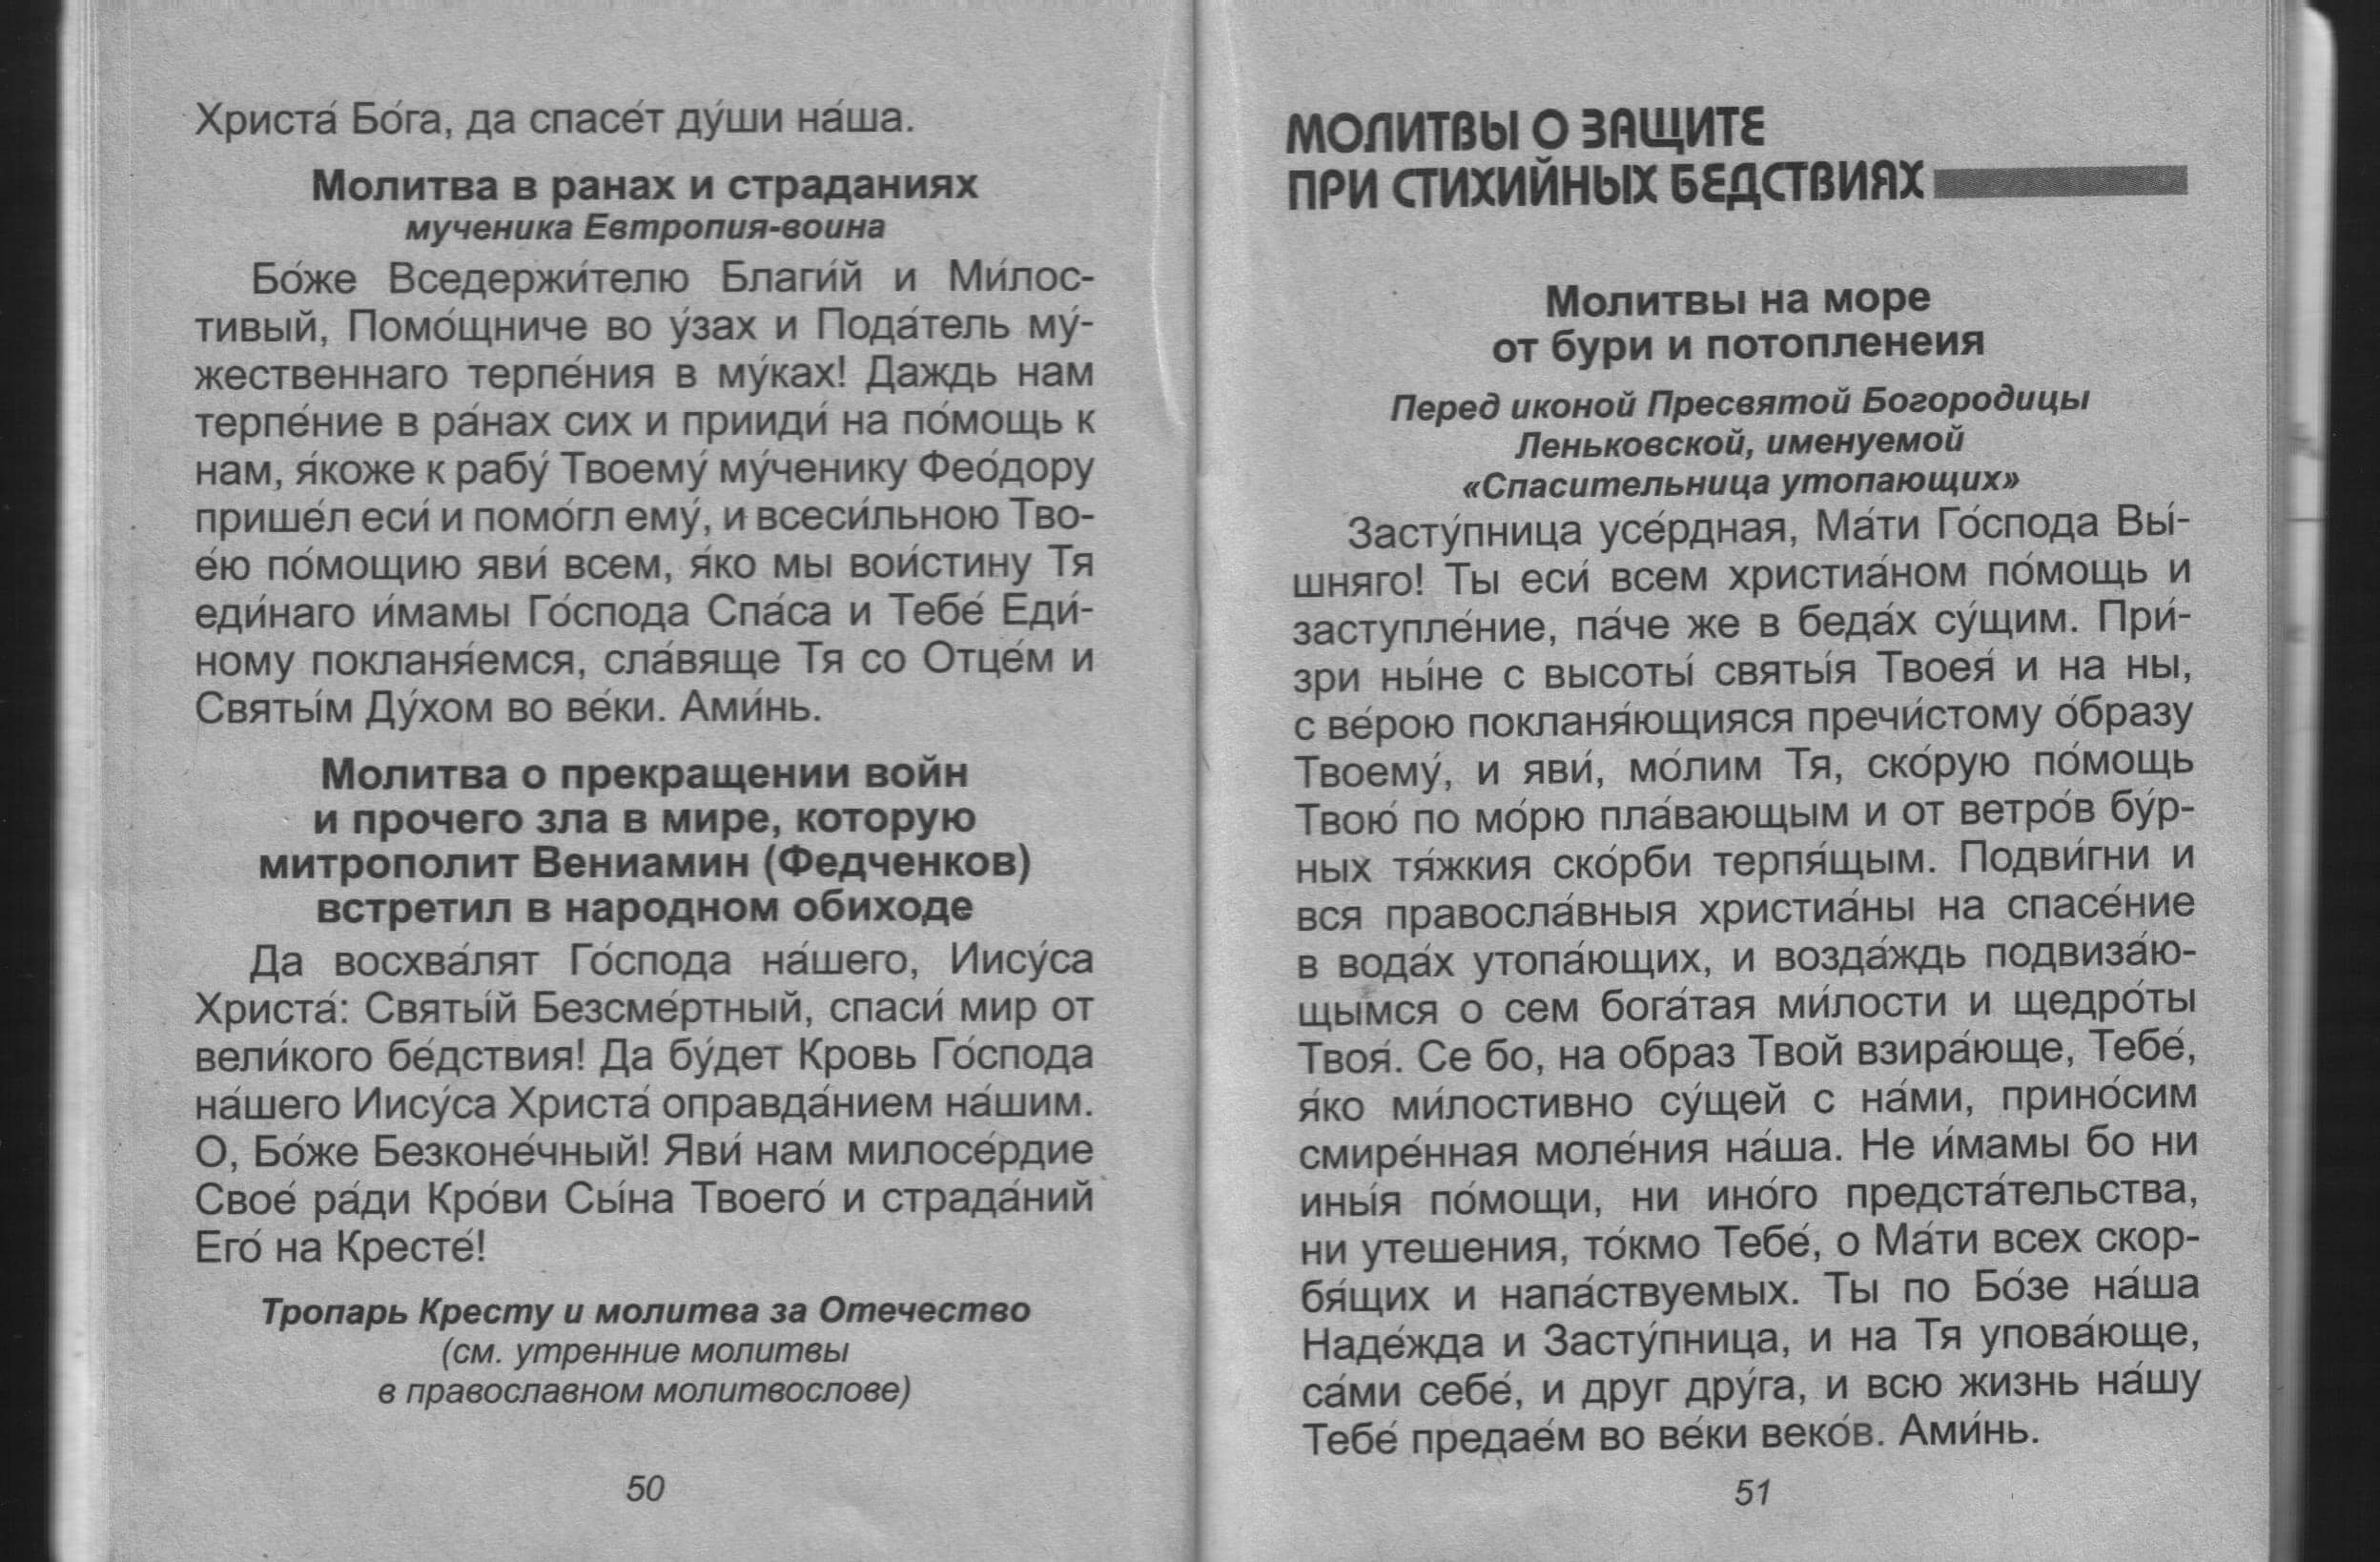 Христа́ Бо́га, да спасе́т ду́ши на́ша.
Молитва в ранах и страданиях
мученика Евтропия-воина
Бо́же Вседержи́телю Благи́й и Ми́лос-
тивый, Помо́щниче во у́зах и Пода́тель му́-
жественнаго терпе́ния в му́ках! Даждь нам
терпе́ние в ра́нах сих и прииди́ на по́мощь к
нам, я́коже к рабу́ Твоему́ му́ченику Фео́дору
прише́л еси́ и помо́гл ему́, и всеси́льною Тво-
е́ю по́мощию яви́ всем, я́ко мы вои́стину Тя
еди́наго и́мамы Го́спода Спа́са и Тебе́ Еди́-
ному покланя́емся, сла́вяще Тя со Отце́м и
Святы́м Ду́хом во ве́ки. Ами́нь.
Молитва о прекращении войн
и прочего зла в мире, которую
митрополит Вениамин (Федченков)
встретил в народном обиходе
Да восхва́лят Го́спода на́шего, Иису́са
Христа́: Святы́й Безсме́ртный, спаси́ мир от
вели́кого бе́дствия! Да бу́дет Кровь Го́спода
на́шего Иису́са Христа́ оправда́нием на́шим.
О, Бо́же Безконе́чный! Яви́ нам милосе́рдие
Свое́ ра́ди Кро́ви Сы́на Твоего́ и страда́ний
Его́ на Кресте́!
Тропарь Кресту и молитва за Отечество
(см. утренние молитвы
в православном молитвослове)
50
МОЛИТВЫ О ЗАЩИТЕ
ПРИ СТИХИЙНЫХ БЕДСТВИЯХ
Молитвы на море
от бури и потопленеия
Перед иконой Пресвятой Богородицы
Леньковской, именуемой
«Спасительница утопающих»
Засту́пница усе́рдная, Ма́ти Го́спода Вы́-
шняго! Ты еси́ всем христиа́ном по́мощь и
заступле́ние, па́че же в беда́х су́щим. При́-
зри ны́не с высоты́ святы́я Твоея́ и на ны,
с ве́рою покланя́ющияся пречи́стому о́бразу
Твоему́, и яви́, мо́лим Тя, ско́рую по́мощь
Твою́ по мо́рю пла́вающым и от ветро́в бу́р-
ных тя́жкия ско́рби терпя́щым. Подви́гни и
вся правосла́вныя христиа́ны на спасе́ние
в вода́х утопа́ющих, и возда́ждь подвиза́ю-
щымся о сем бога́тая ми́лости и щедро́ты
Твоя́. Се бо, на образ Твой взира́юще, Тебе́,
я́ко ми́лостивно су́щей с на́ми, прино́сим
смире́нная моле́ния на́ша. Не и́мамы бо ни
ины́я по́мощи, ни ино́го предста́тельства,
ни утешения, то́кмо Тебе́, о Ма́ти всех скор-
бя́щих и напа́ствуемых. Ты по Бо́зе на́ша
Наде́жда и Засту́пница, и на Тя упова́юще,
са́ми себе́, и друг дру́га, и всю жизнь на́шу
Тебе́ предае́м во ве́ки веко́в. Ами́нь.
51